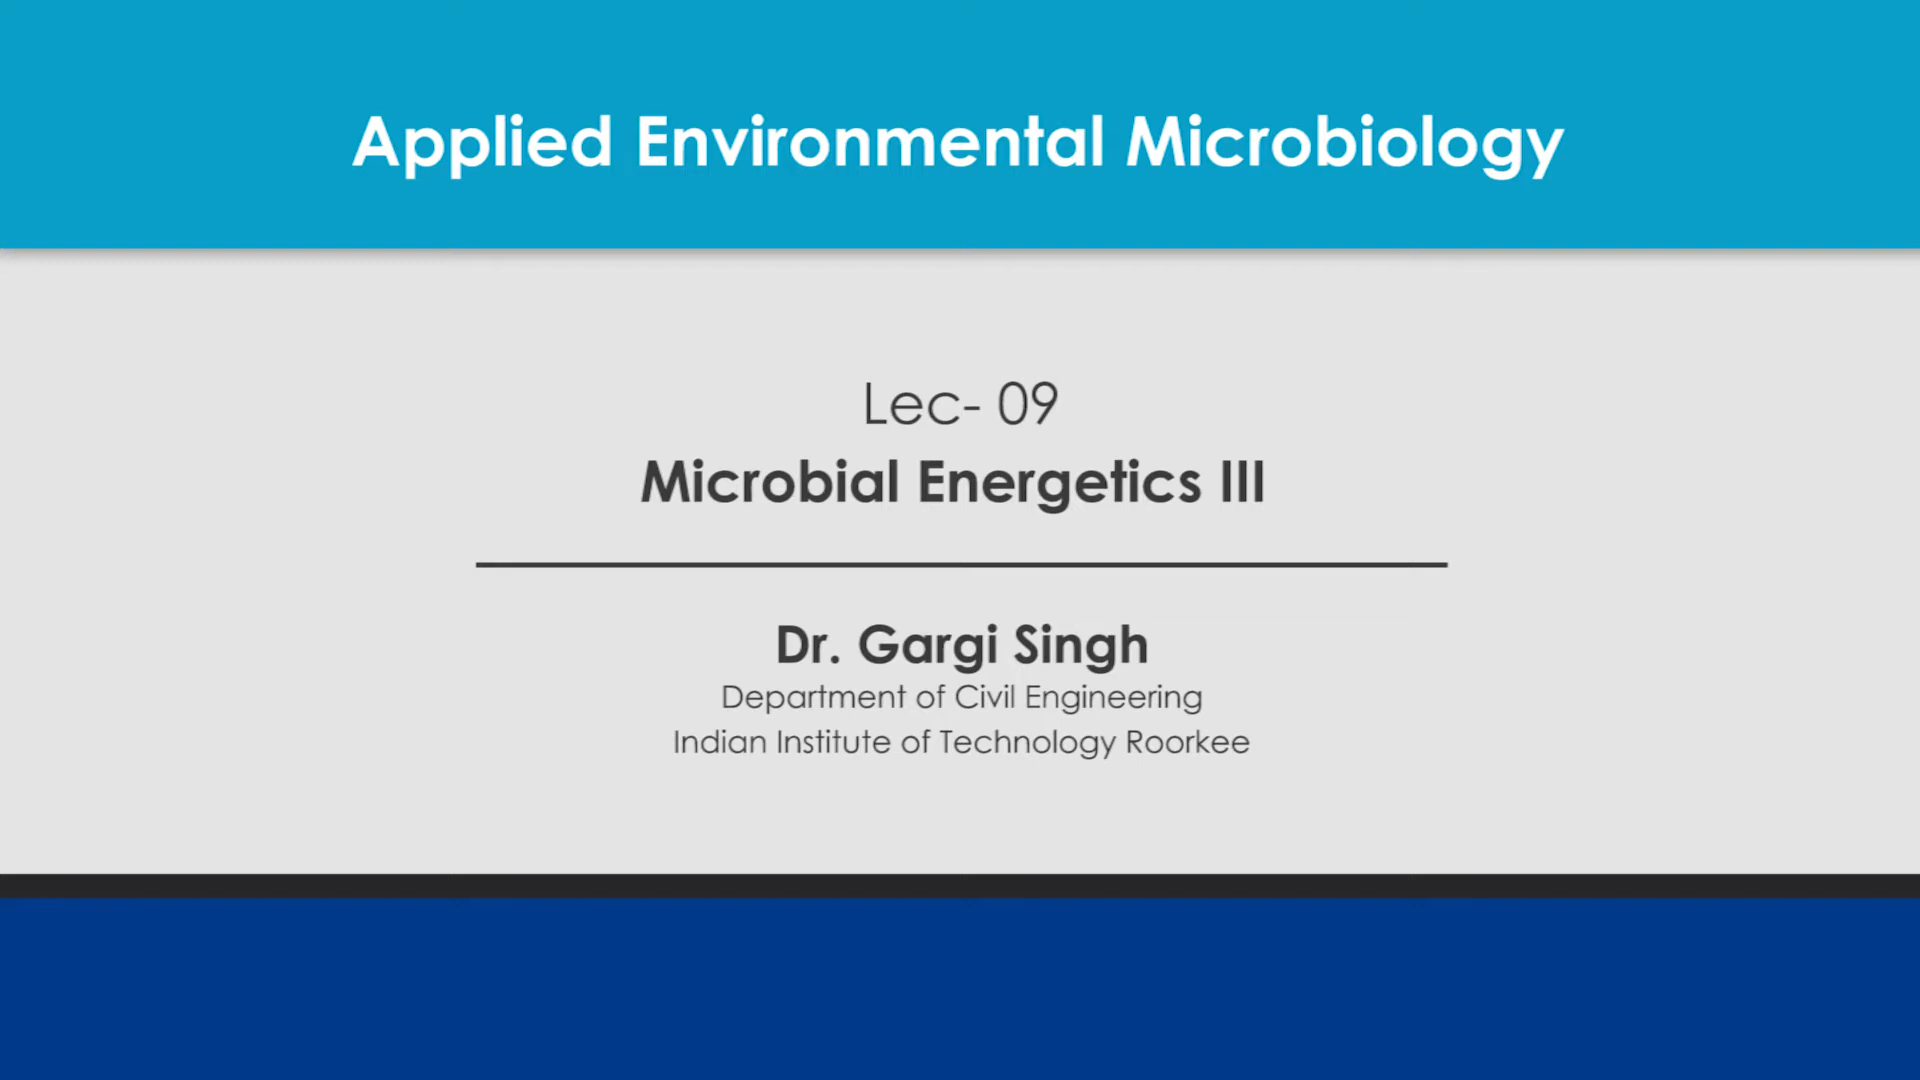 Applied Environmental Microbiology
Lec- 09
Microbial Energetics III
Dr. Gargi Singh
Department of Civil Engineering
Indian Institute of Technology Roorkee